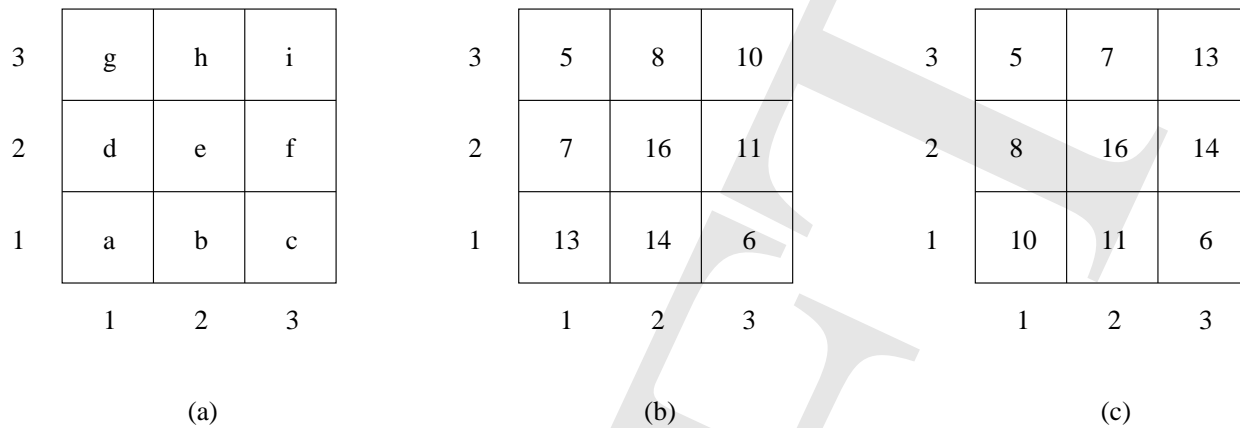 3 g h i 3 5 8 10 3 5 7 13
2 d e f 2 7 16 11 2 8 16 14
1 a b c 1 13 14 6 1 10 11 6
1 2 3 1 2 3 1 2 3
(a) (b) (c)